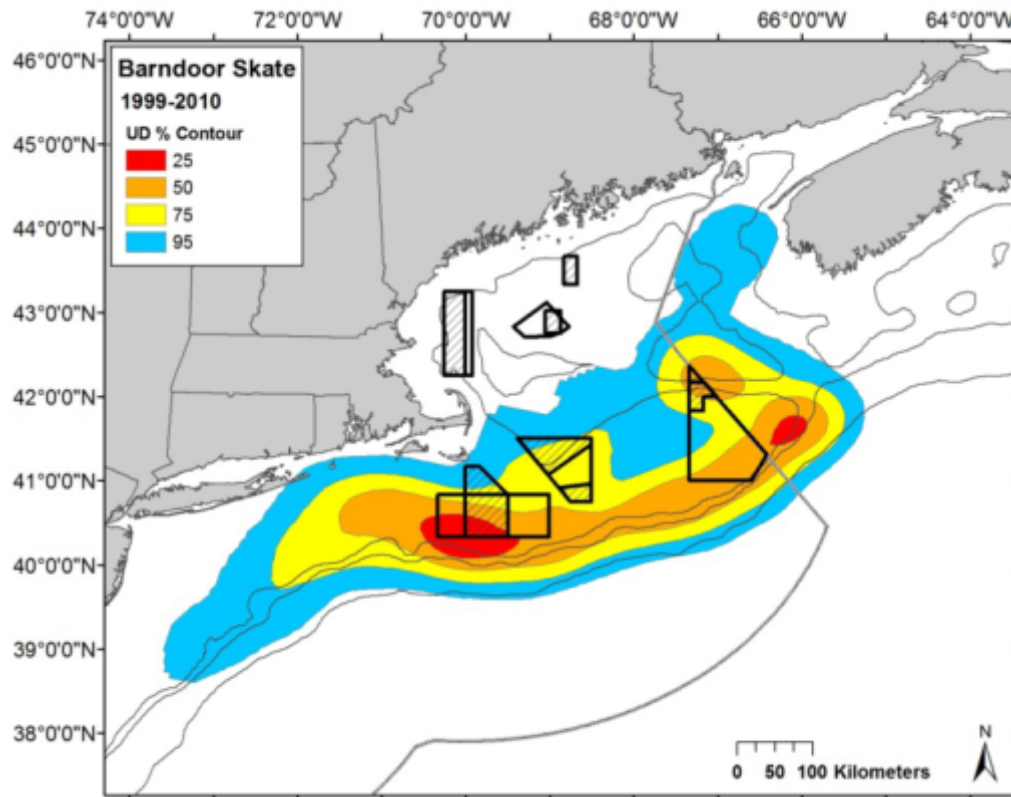 74°0'0"W 72°0'0"W 70°0'0"W 68°0'0"W 66°0'0"W 64°0'0"W
46°0'0"N
45°0'0"N
44°0'0"N
43°0'0"N
42°0'0"N
41°0'0"N
40°0'0"N
39°0'0"N
38°0'0"N
Barndoor Skate
1999-2010
UD % Contour
25
50
75
95
N
0 50 100 Kilometers